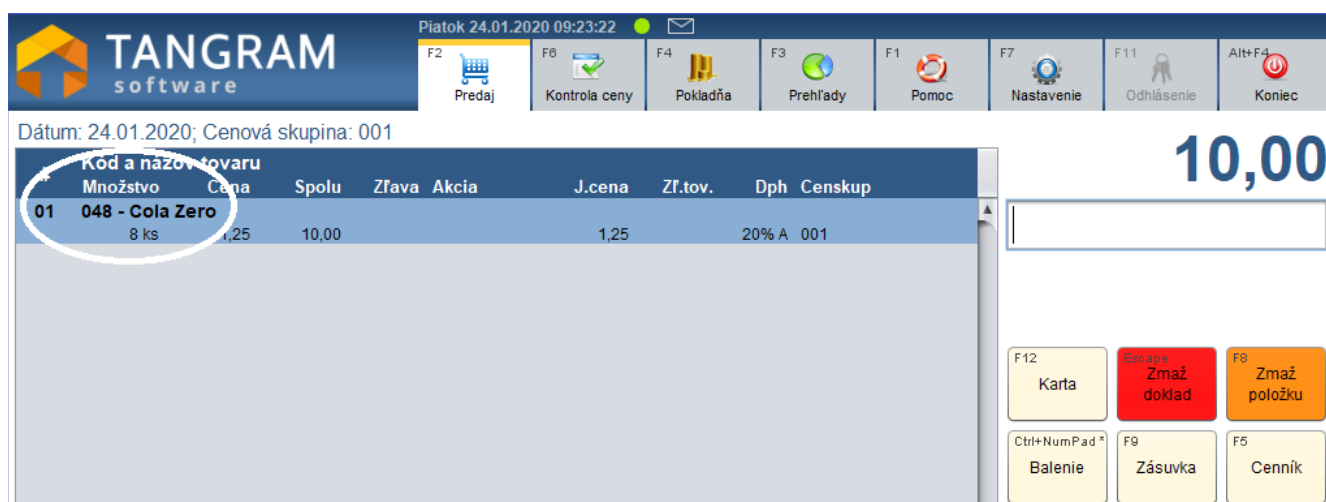 TANGRAM
software
Piatok 24.01.2020 09:23:22
F2 Predaj
F6 Kontrola ceny
F4 Pokladňa
F3 Prehľady
F1 Pomoc
F7 Nastavenie
F11 Odhlásenie
Alt+F4 Koniec
Dátum: 24.01.2020; Cenová skupina: 001
10,00
# Kód a názov tovaru
Množstvo Cena Spolu Zľava Akcia J.cena Zľ.tov. Dph Censkup
01 048 - Cola Zero
8 ks 1,25 10,00 1,25 20% A 001
F12 Karta
Escape Zmaž doklad
F8 Zmaž položku
Ctrl+NumPad * Balenie
F9 Zásuvka
F5 Cenník